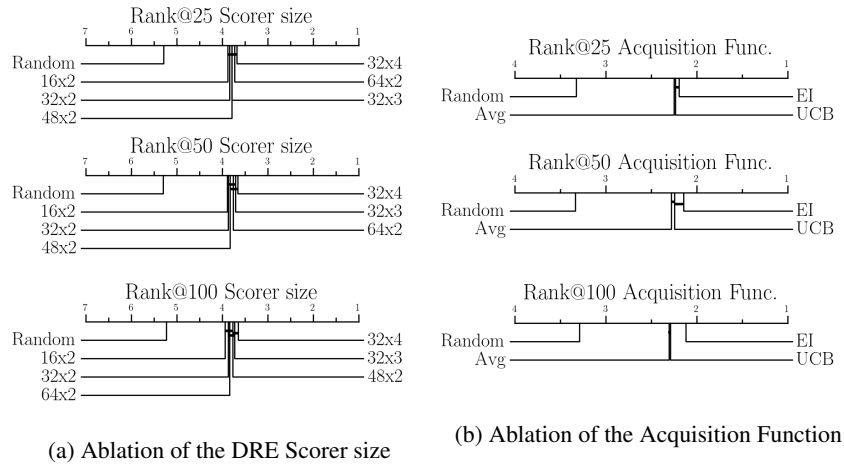 Rank@25 Scorer size
7 6 5 4 3 2 1
Random 32x4
16x2 64x2
32x2 32x3
48x2
Rank@50 Scorer size
7 6 5 4 3 2 1
Random 32x4
16x2 32x3
32x2 64x2
48x2
Rank@100 Scorer size
7 6 5 4 3 2 1
Random 32x4
16x2 32x3
32x2 48x2
64x2
(a) Ablation of the DRE Scorer size
Rank@25 Acquisition Func.
4 3 2 1
Random EI
Avg UCB
Rank@50 Acquisition Func.
4 3 2 1
Random EI
Avg UCB
Rank@100 Acquisition Func.
4 3 2 1
Random EI
Avg UCB
(b) Ablation of the Acquisition Function